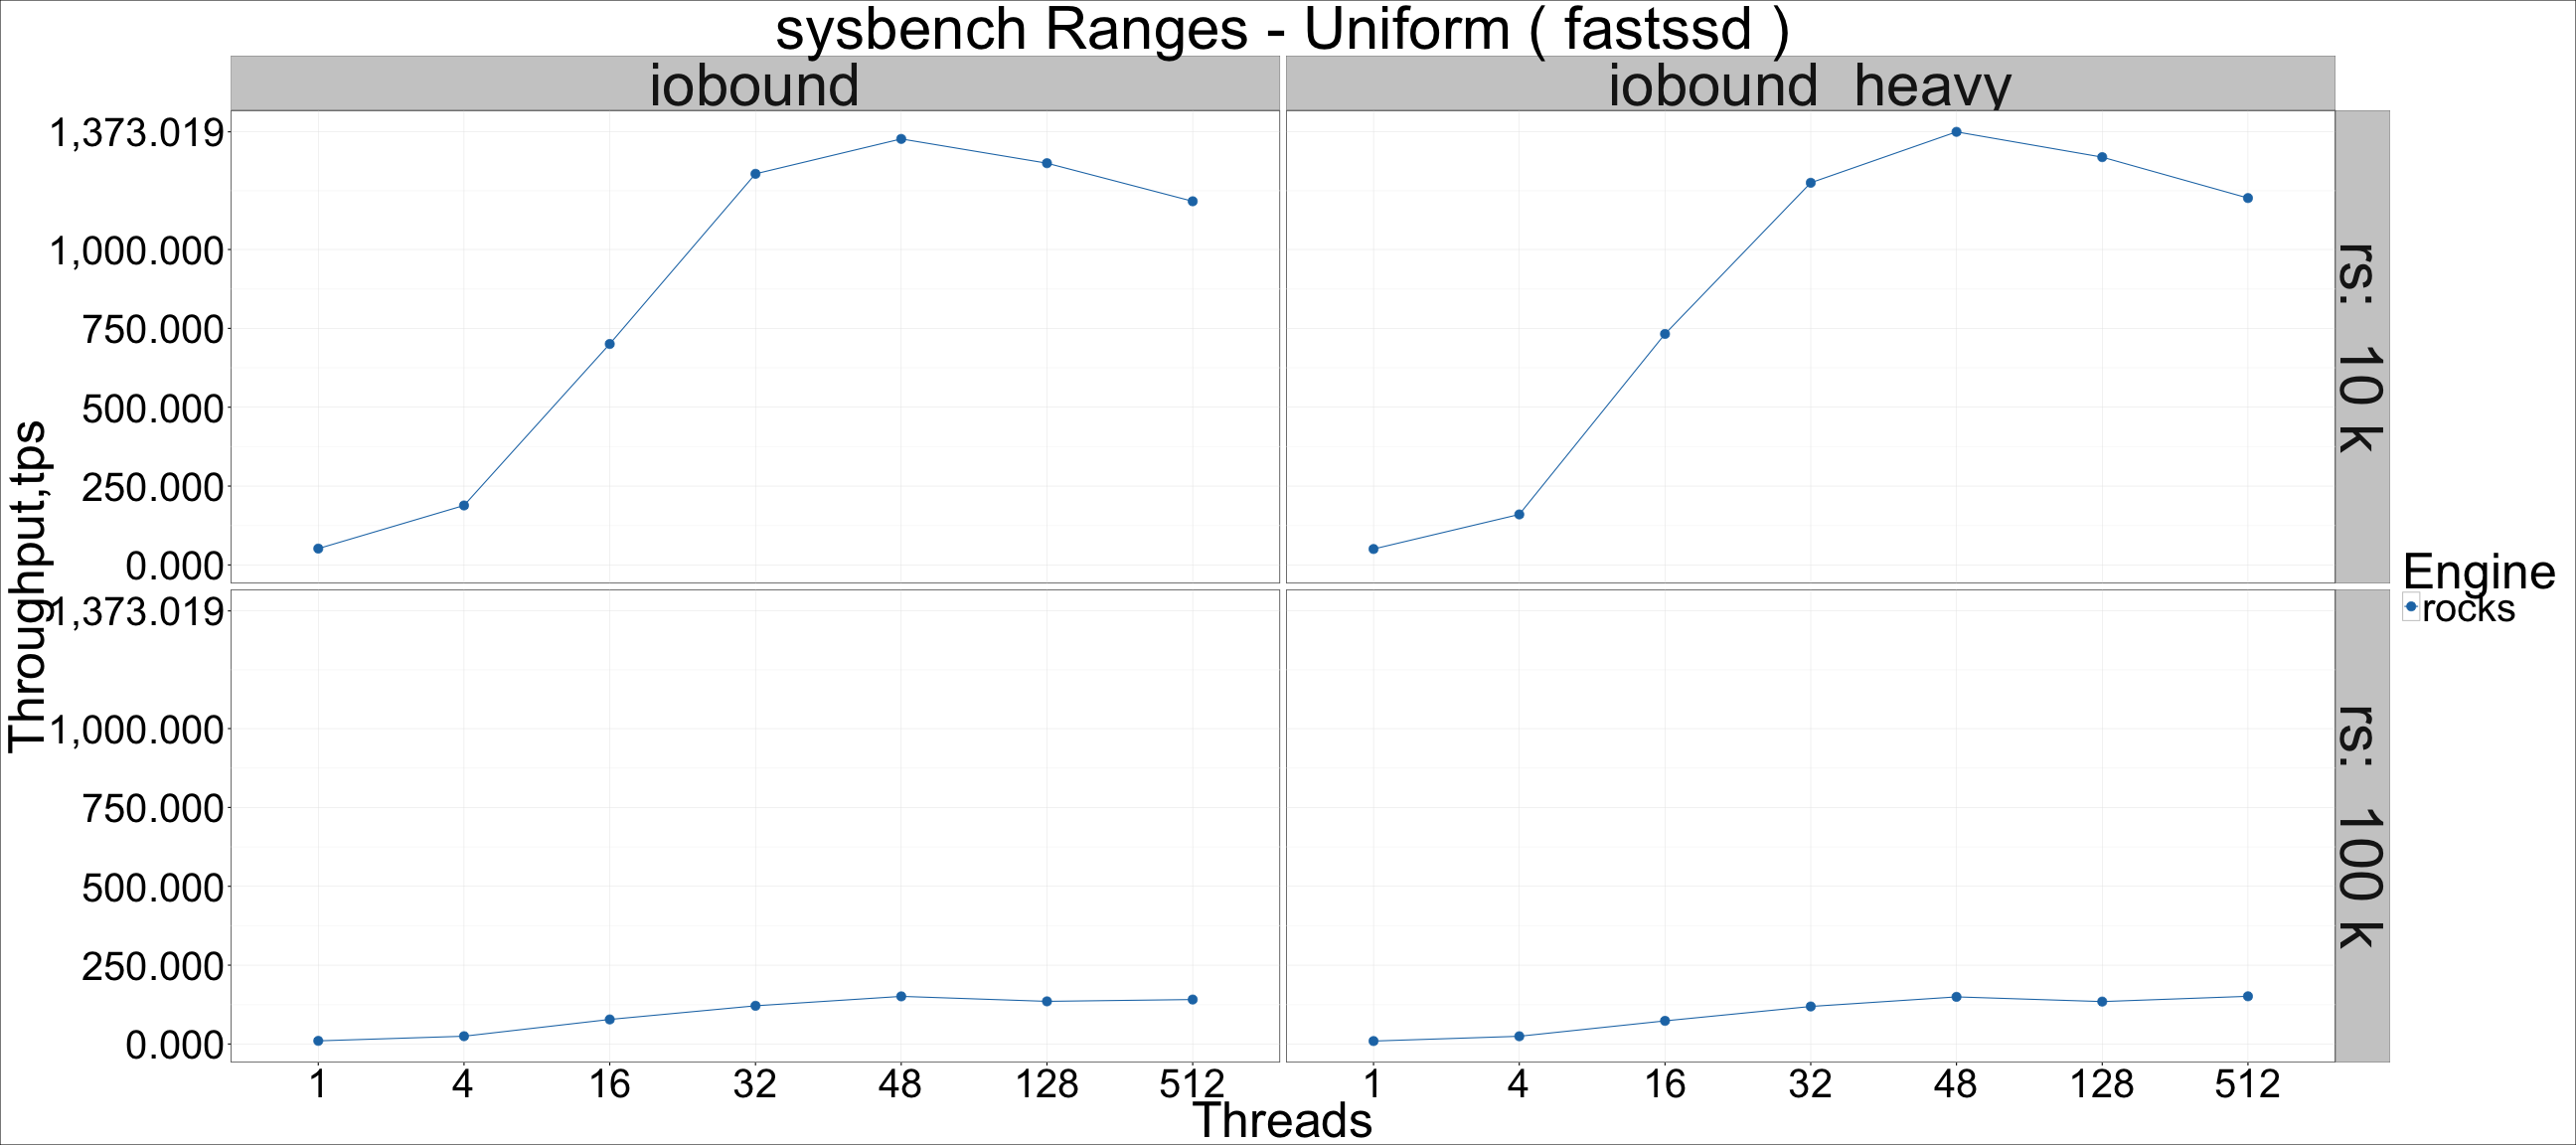 sysbench Ranges - Uniform ( fastssd )
iobound
iobound heavy
1,373.019
1,000.000
750.000
500.000
250.000
0.000
rs: 10 k
1,373.019
1,000.000
750.000
500.000
250.000
0.000
rs: 100 k
Throughput,tps
1 4 16 32 48 128 512
1 4 16 32 48 128 512
Threads
Engine
rocks